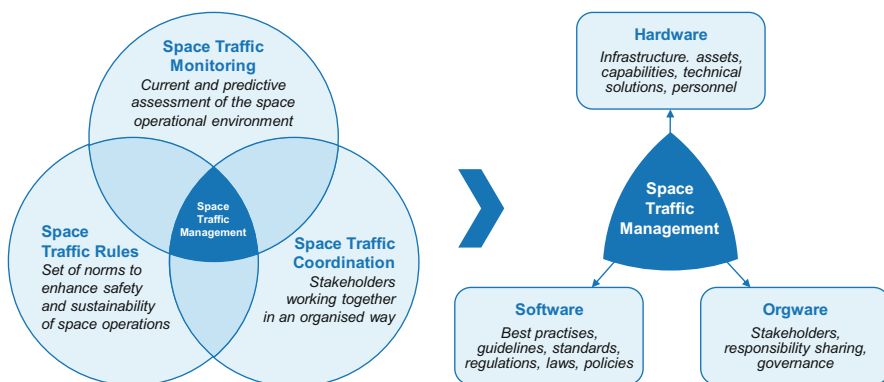 Space Traffic
Monitoring
Current and predictive
assessment of the space
operational environment
Space
Traffic
Management
Space
Traffic Rules
Set of norms to
enhance safety
and sustainability
of space operations
Space Traffic
Coordination
Stakeholders
working together
in an organised way
Hardware
Infrastructure. assets,
capabilities, technical
solutions, personnel
Space
Traffic
Management
Software
Best practises,
guidelines, standards,
regulations, laws, policies
Orgware
Stakeholders,
responsibility sharing,
governance